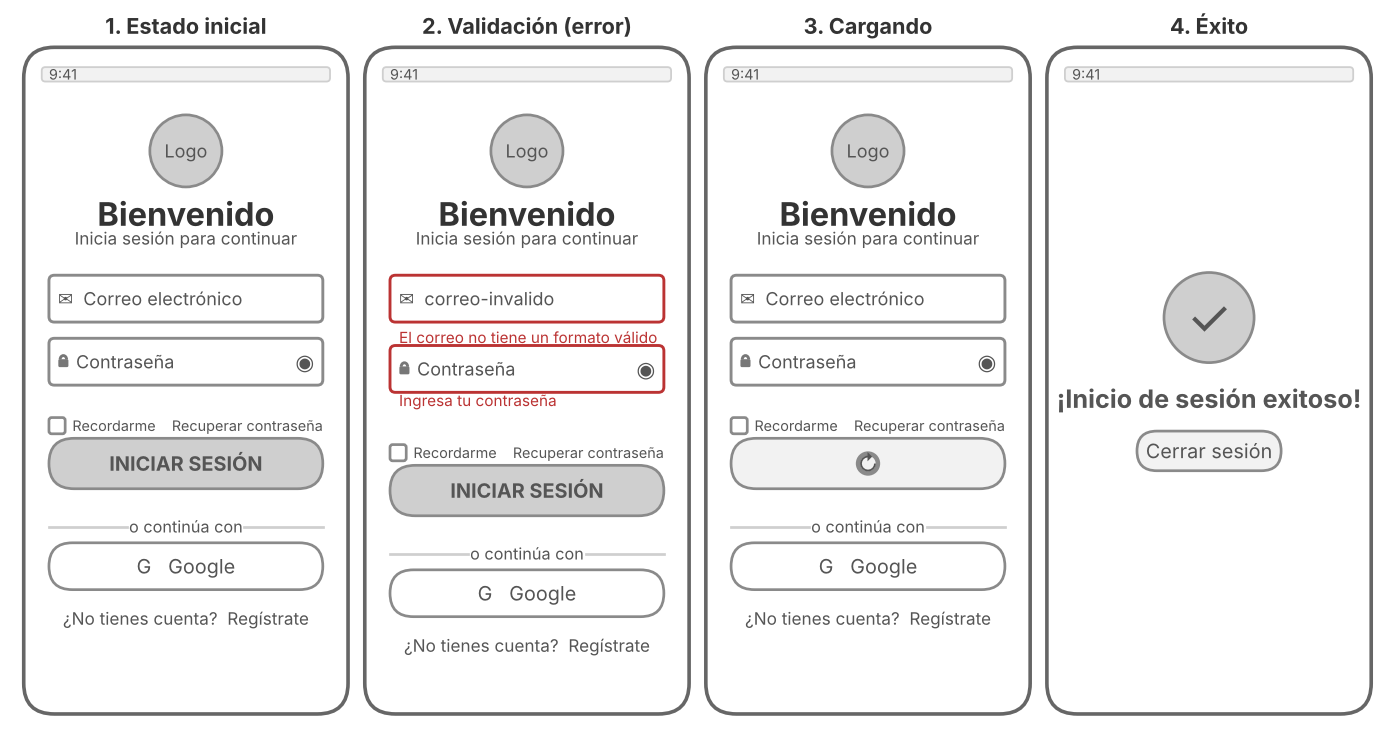 1. Estado inicial
9:41
Logo
Bienvenido
Inicia sesión para continuar
Correo electrónico
Contraseña
Recordarme Recuperar contraseña
INICIAR SESIÓN
o continúa con
G Google
¿No tienes cuenta? Regístrate
2. Validación (error)
9:41
Logo
Bienvenido
Inicia sesión para continuar
correo-invalido
El correo no tiene un formato válido
Contraseña
Ingresa tu contraseña
Recordarme Recuperar contraseña
INICIAR SESIÓN
o continúa con
G Google
¿No tienes cuenta? Regístrate
3. Cargando
9:41
Logo
Bienvenido
Inicia sesión para continuar
Correo electrónico
Contraseña
Recordarme Recuperar contraseña
o continúa con
G Google
¿No tienes cuenta? Regístrate
4. Éxito
9:41
¡Inicio de sesión exitoso!
Cerrar sesión